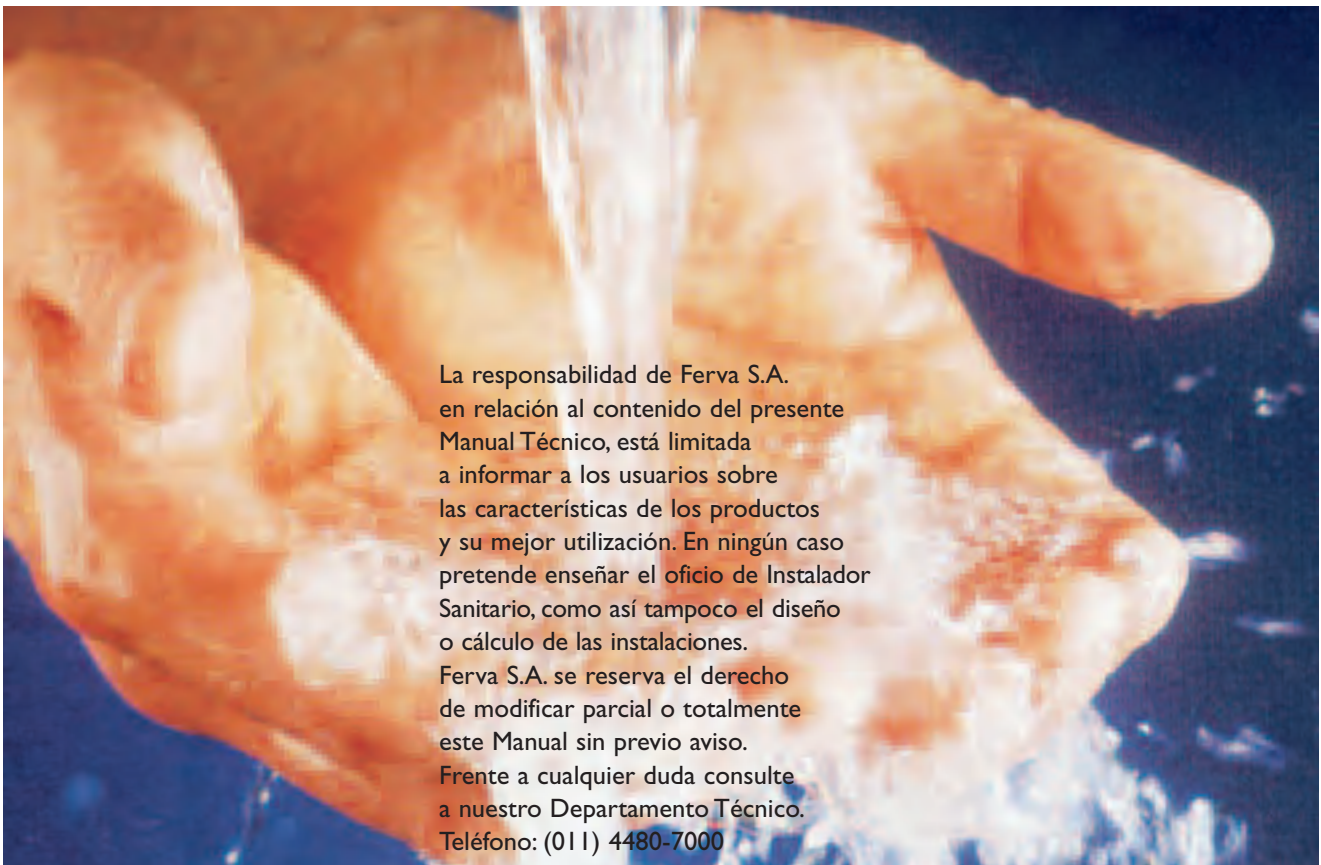 La responsabilidad de Ferva S.A.
en relación al contenido del presente
Manual Técnico, está limitada
a informar a los usuarios sobre
las características de los productos
y su mejor utilización. En ningún caso
pretende enseñar el oficio de Instalador
Sanitario, como así tampoco el diseño
o cálculo de las instalaciones.
Ferva S.A. se reserva el derecho
de modificar parcial o totalmente
este Manual sin previo aviso.
Frente a cualquier duda consulte
a nuestro Departamento Técnico.
Teléfono: (011) 4480-7000